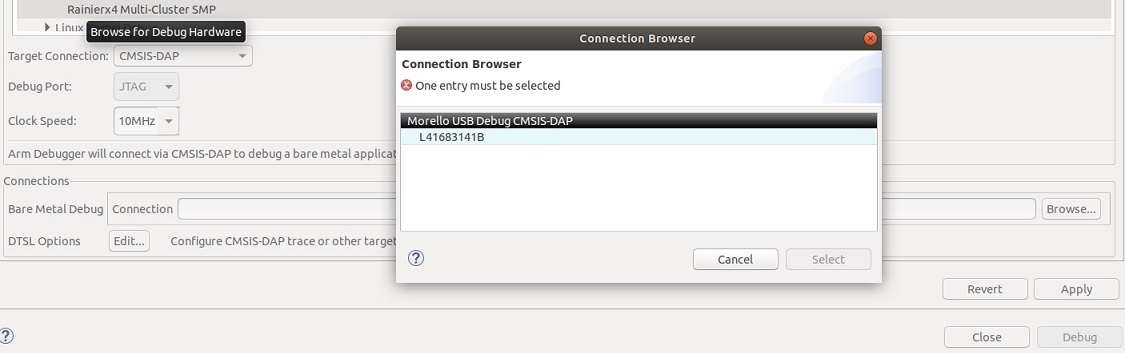 Rainierx4 Multi-Cluster SMP
Linux
Browse for Debug Hardware
Target Connection: CMSIS-DAP
Debug Port: JTAG
Clock Speed: 10MHz
Arm Debugger will connect via CMSIS-DAP to debug a bare metal applicat
Connections
Bare Metal Debug Connection Browse...
DTSL Options Edit... Configure CMSIS-DAP trace or other target
Connection Browser
Connection Browser
One entry must be selected
Morello USB Debug CMSIS-DAP
L41683141B
Cancel Select
Revert Apply
Close Debug